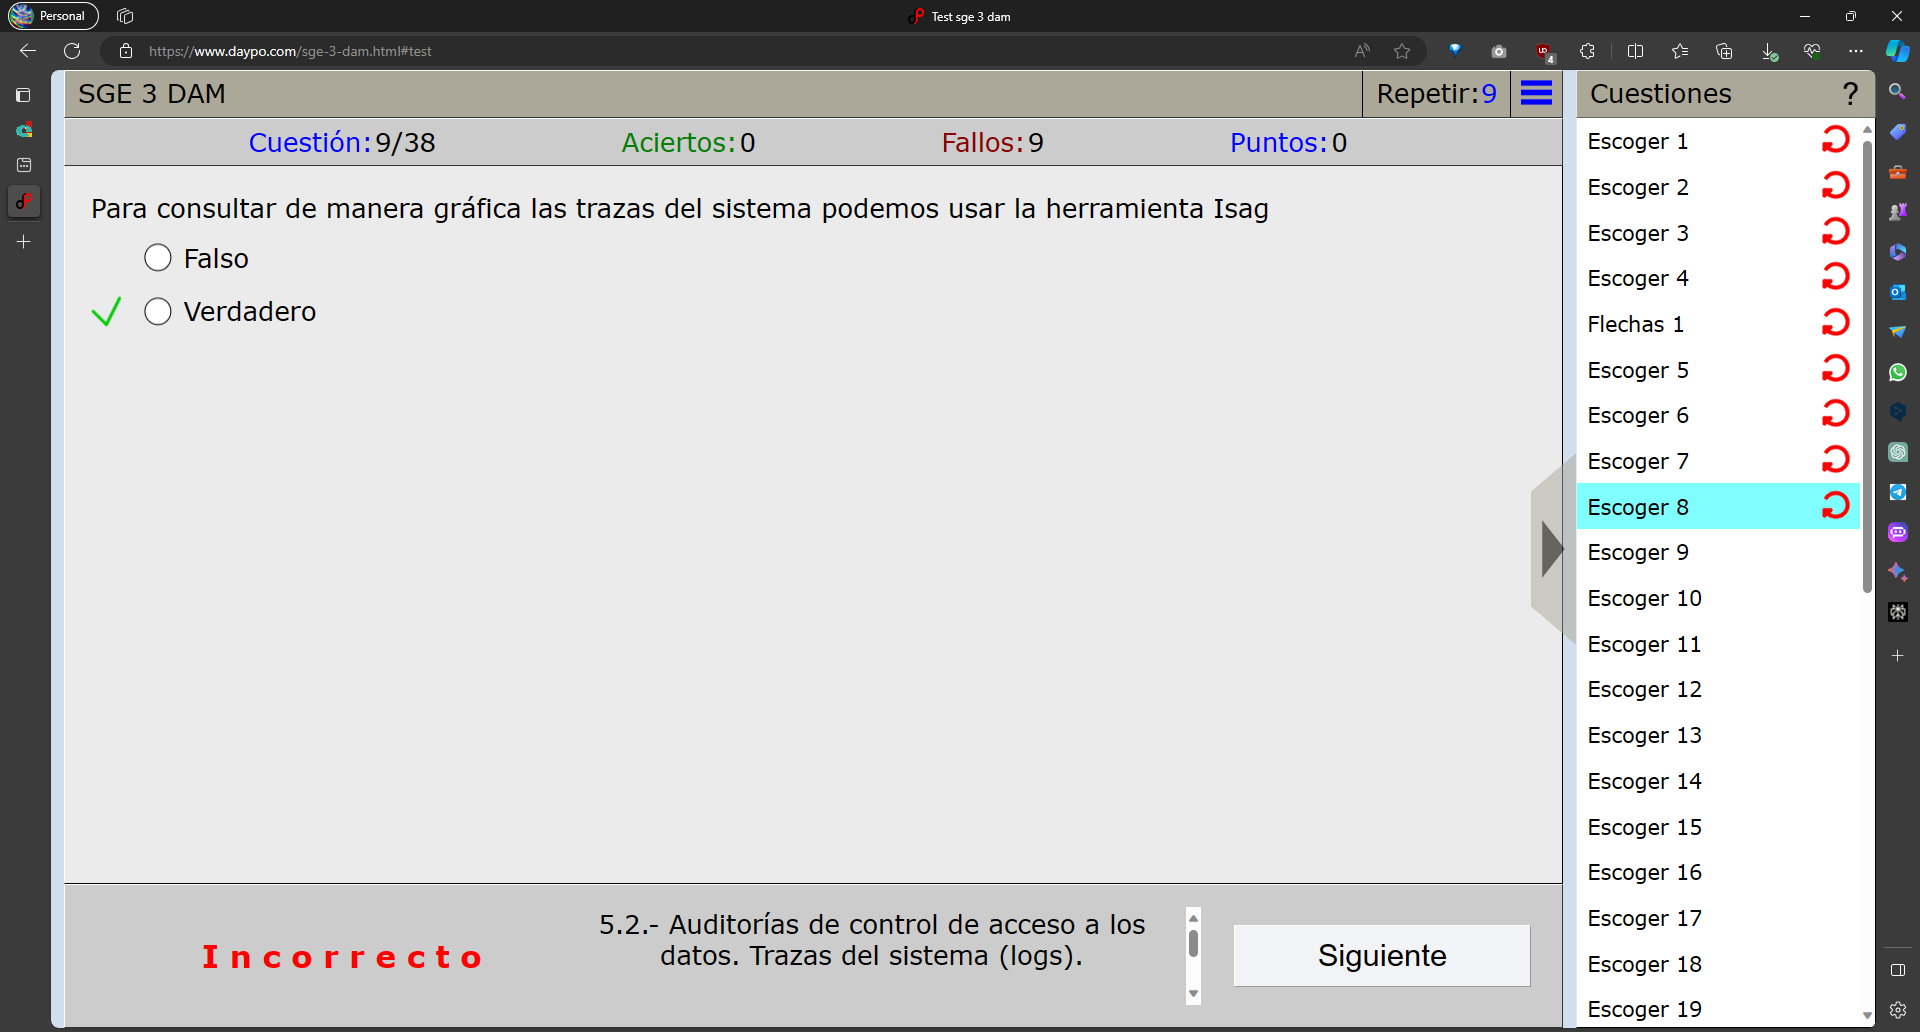 Personal
Test sge 3 dam
https://www.daypo.com/sge-3-dam.html#test
4
SGE 3 DAM
Repetir:9
Cuestiones
?
Cuestión:9/38
Aciertos:0
Fallos:9
Puntos:0
Para consultar de manera gráfica las trazas del sistema podemos usar la herramienta Isag
Falso
Verdadero
Escoger 1
Escoger 2
Escoger 3
Escoger 4
Flechas 1
Escoger 5
Escoger 6
Escoger 7
Escoger 8
Escoger 9
Escoger 10
Escoger 11
Escoger 12
Escoger 13
Escoger 14
Escoger 15
Escoger 16
Escoger 17
Escoger 18
Escoger 19
Incorrecto
5.2.- Auditorías de control de acceso a los
datos. Trazas del sistema (logs).
Siguiente